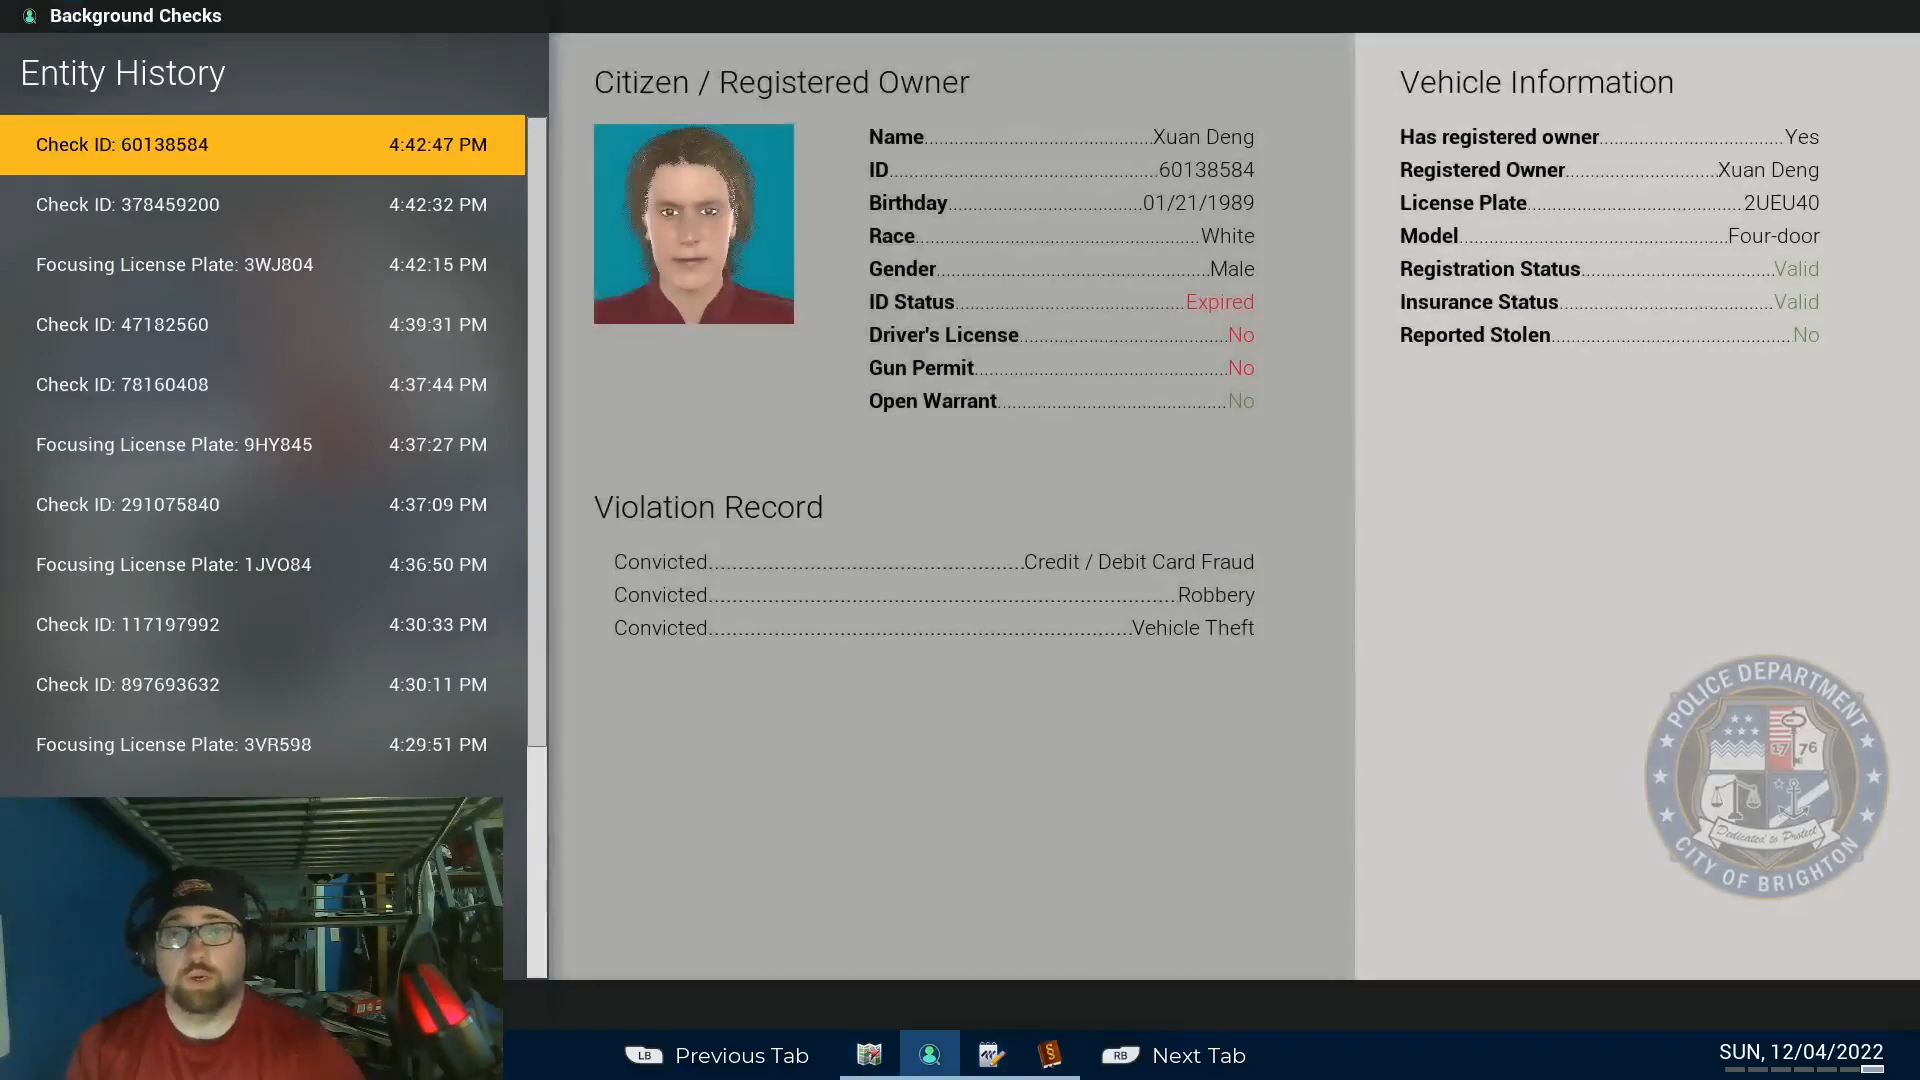 Background Checks
Entity History
Check ID: 60138584 4:42:47 PM
Check ID: 378459200 4:42:32 PM
Focusing License Plate: 3WJ804 4:42:15 PM
Check ID: 47182560 4:39:31 PM
Check ID: 78160408 4:37:44 PM
Focusing License Plate: 9HY845 4:37:27 PM
Check ID: 291075840 4:37:09 PM
Focusing License Plate: 1JVO84 4:36:50 PM
Check ID: 117197992 4:30:33 PM
Check ID: 897693632 4:30:11 PM
Focusing License Plate: 3VR598 4:29:51 PM
Citizen / Registered Owner
Name Xuan Deng
ID 60138584
Birthday 01/21/1989
Race White
Gender Male
ID Status Expired
Driver's License No
Gun Permit No
Open Warrant No
Violation Record
Convicted Credit / Debit Card Fraud
Convicted Robbery
Convicted Vehicle Theft
Vehicle Information
Has registered owner Yes
Registered Owner Xuan Deng
License Plate 2UEU40
Model Four-door
Registration Status Valid
Insurance Status Valid
Reported Stolen No
POLICE DEPARTMENT
17 76
Dedicated to Protect
CITY OF BRIGHTON
LB Previous Tab
RB Next Tab
SUN, 12/04/2022